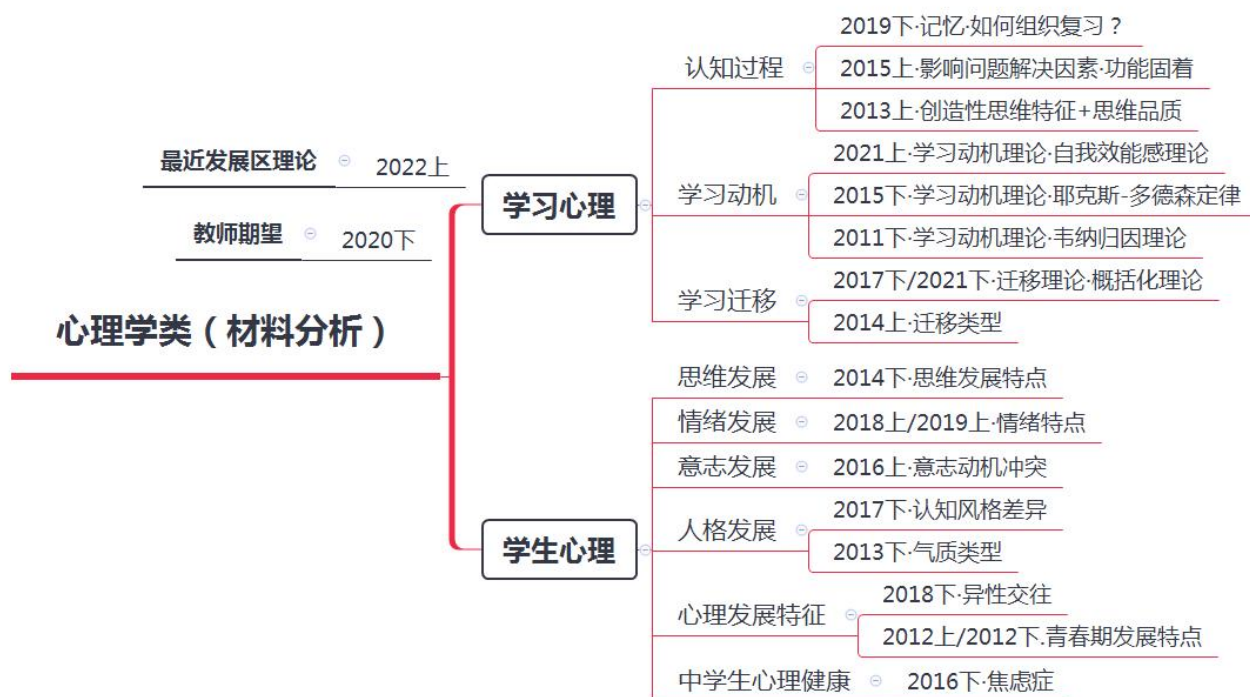 心理学类（材料分析）
最近发展区理论
2022上
教师期望
2020下
学习心理
认知过程
2019下·记忆·如何组织复习？
2015上·影响问题解决因素·功能固着
2013上·创造性思维特征+思维品质
学习动机
2021上·学习动机理论·自我效能感理论
2015下·学习动机理论·耶克斯-多德森定律
2011下·学习动机理论·韦纳归因理论
学习迁移
2017下/2021下·迁移理论·概括化理论
2014上·迁移类型
学生心理
思维发展
2014下·思维发展特点
情绪发展
2018上/2019上·情绪特点
意志发展
2016上·意志动机冲突
人格发展
2017下·认知风格差异
2013下·气质类型
心理发展特征
2018下·异性交往
2012上/2012下.青春期发展特点
中学生心理健康
2016下·焦虑症